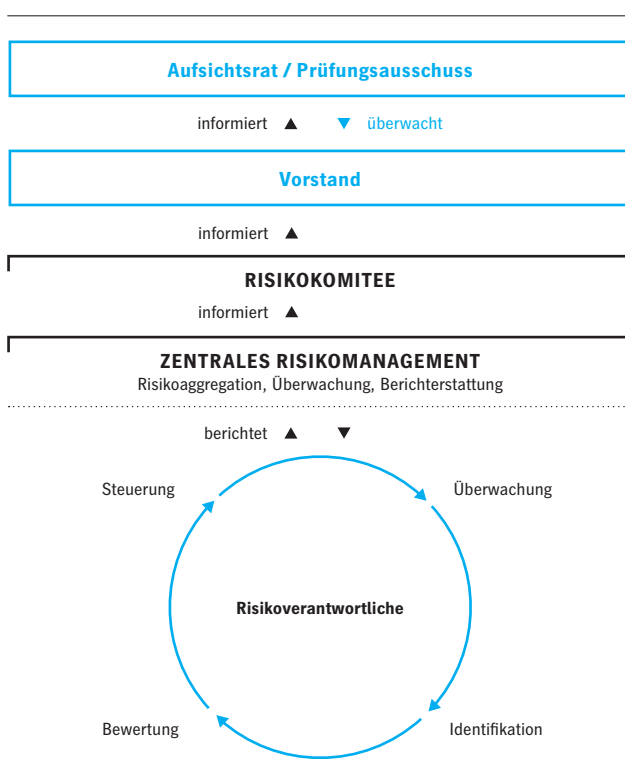 Aufsichtsrat / Prüfungsausschuss
informiert ▲ ▼ überwacht
Vorstand
informiert ▲
RISIKOKOMITEE
informiert ▲
ZENTRALES RISIKOMANAGEMENT
Risikoaggregation, Überwachung, Berichterstattung
berichtet ▲ ▼
Steuerung
Überwachung
Risikoverantwortliche
Bewertung
Identifikation